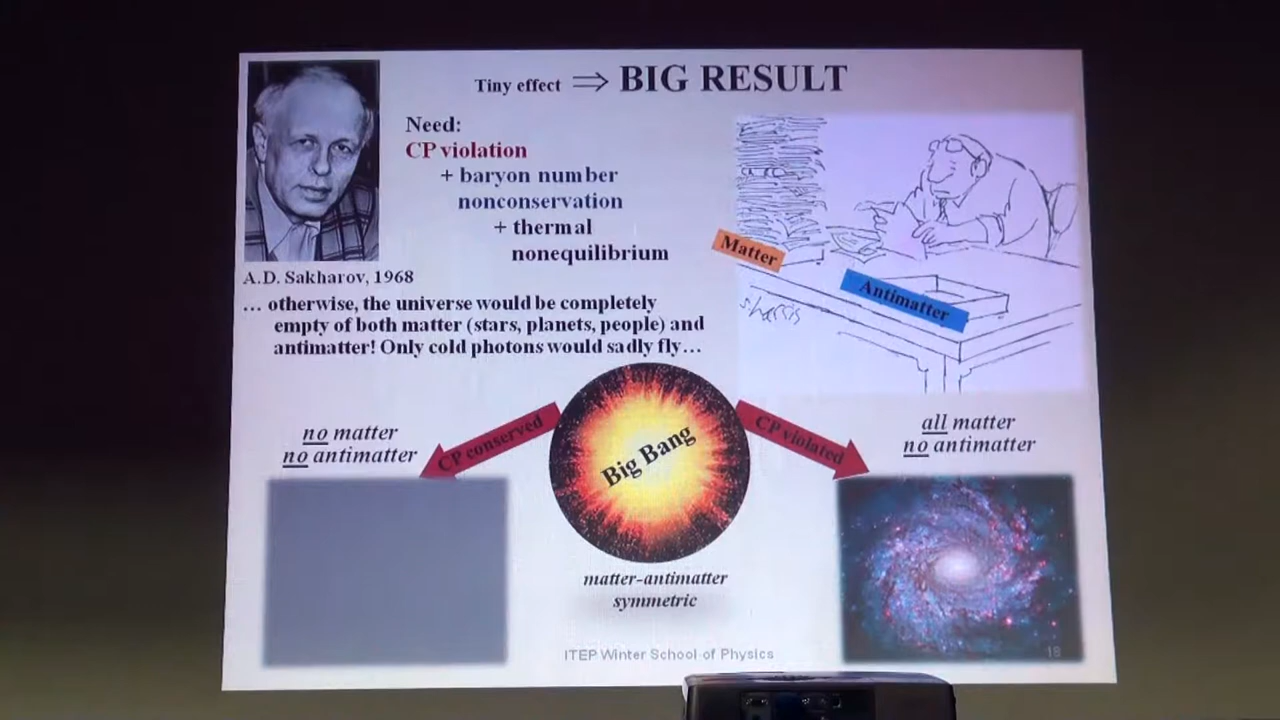 Tiny effect ⇒ BIG RESULT
Need:
CP violation
+ baryon number
nonconservation
+ thermal
nonequilibrium
A.D. Sakharov, 1968
… otherwise, the universe would be completely
empty of both matter (stars, planets, people) and
antimatter! Only cold photons would sadly fly…
Matter
Antimatter
S.harris
no matter
no antimatter
CP conserved
Big Bang
CP violated
all matter
no antimatter
matter-antimatter
symmetric
ITEP Winter School of Physics
18